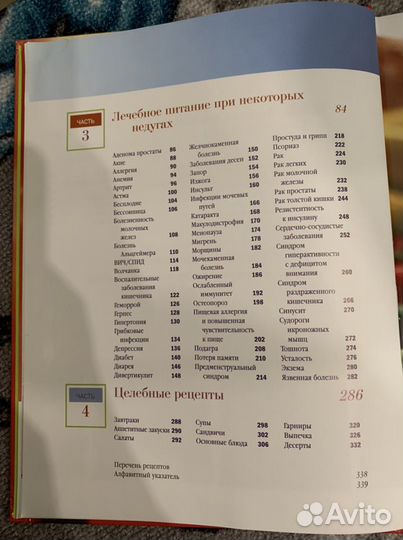 ЧАСТЬ
3
Лечебное питание при некоторых
недугах 84
Аденома простаты 86
Акне 88
Аллергия 90
Анемия 94
Артрит 96
Астма 100
Бесплодие 104
Бессонница 106
Болезненность
молочных
желез 108
Болезнь
Альцгеймера 110
ВИЧ/СПИД 114
Волчанка 118
Воспалительные
заболевания
кишечника 122
Геморрой 126
Герпес 128
Гипертония 130
Грибковые
инфекции 134
Депрессия 136
Диабет 140
Диарея 146
Дивертикулит 148
Желчнокаменная
болезнь 150
Заболевания десен 152
Запор 154
Изжога 156
Инсульт 160
Инфекции мочевых
путей 166
Катаракта 168
Макулодистрофия 170
Менопауза 174
Мигрень 178
Морщины 182
Мочекаменная
болезнь 184
Ожирение 186
Ослабленный
иммунитет 192
Остеопороз 198
Пищевая аллергия
и повышенная
чувствительность
к пище 202
Подагра 208
Потеря памяти 210
Предменструальный
синдром 214
Простуда и грипп 218
Псориаз 222
Рак 224
Рак легких 230
Рак молочной
железы 232
Рак простаты 238
Рак толстой кишки 244
Резистентность
к инсулину 248
Сердечно-сосудистые
заболевания 252
Синдром
гиперактивности
с дефицитом
внимания 260
Синдром
раздраженного
кишечника 266
Синусит 270
Судороги
икроножных
мышц 272
Тошнота 274
Усталость 276
Экзема 280
Язвенная болезнь 282
ЧАСТЬ
4
Целебные рецепты 286
Завтраки 288
Аппетитные закуски 290
Салаты 292
Супы 298
Сандвичи 302
Основные блюда 306
Гарниры 320
Выпечка 326
Десерты 332
Перечень рецептов 338
Алфавитный указатель 339
Avito